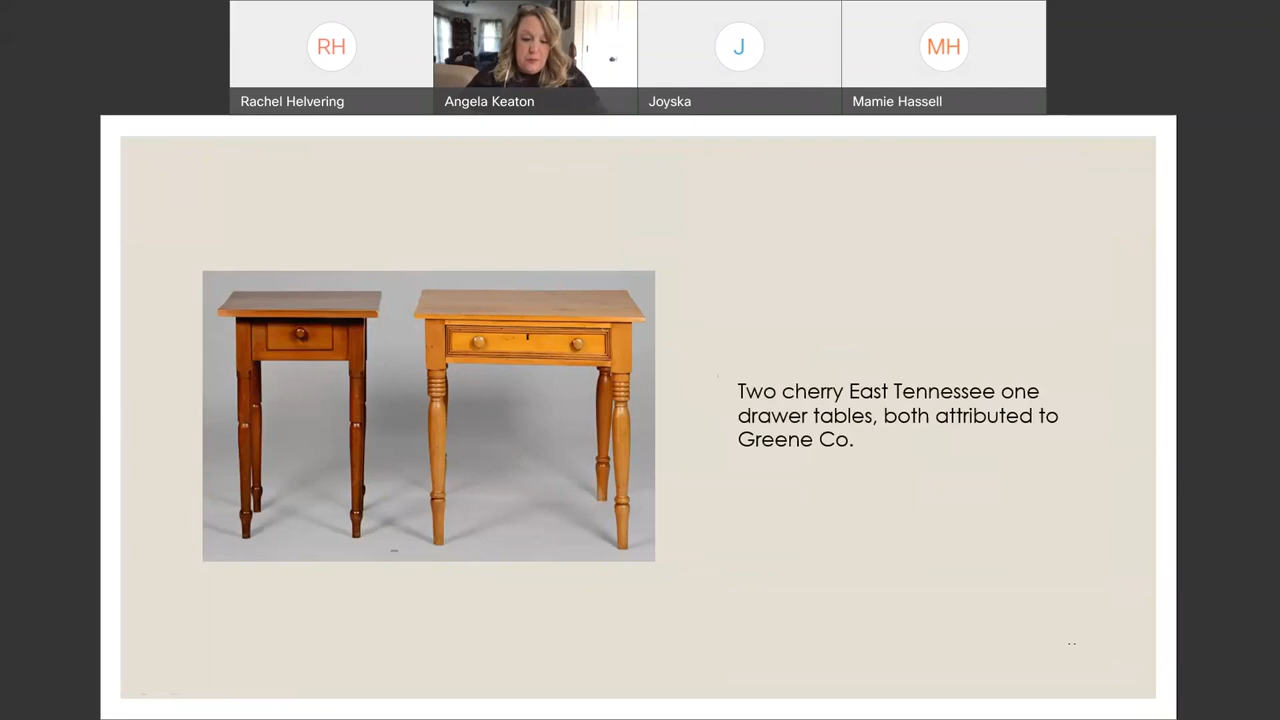 RH
J
MH
Rachel Helvering
Angela Keaton
Joyska
Mamie Hassell
Two cherry East Tennessee one
drawer tables, both attributed to
Greene Co.